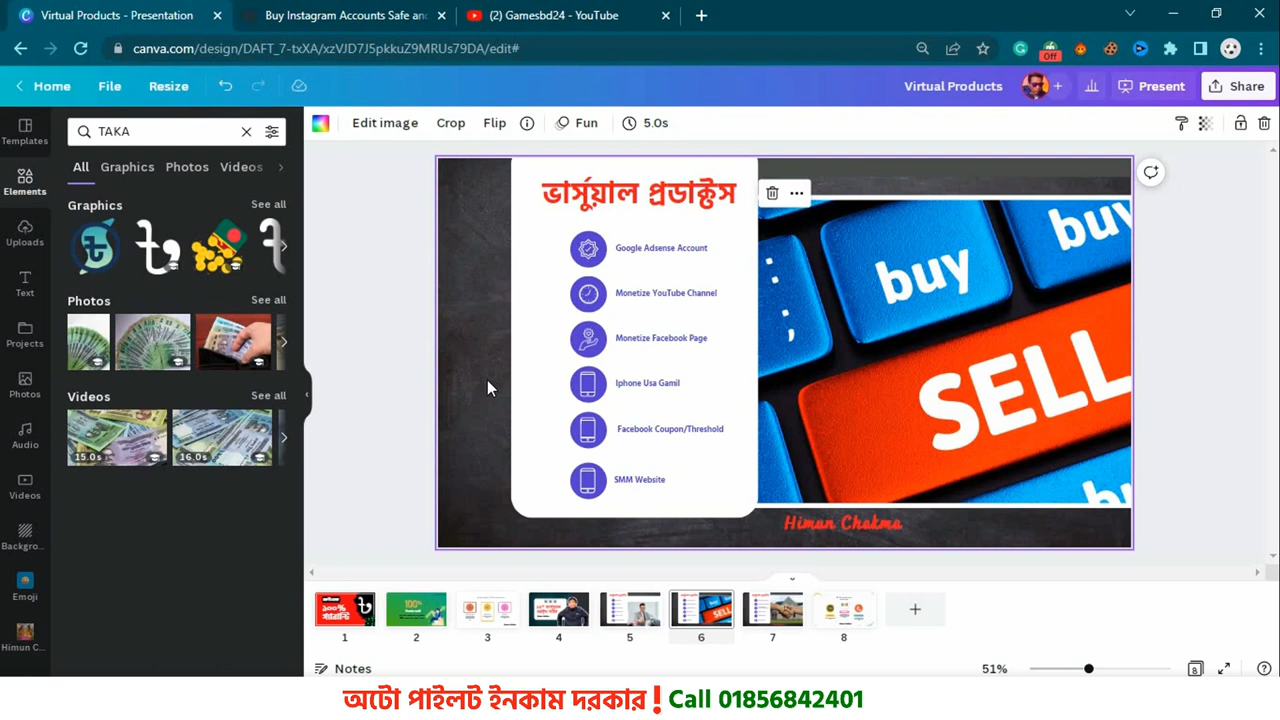 Virtual Products - Presentation
Buy Instagram Accounts Safe and
(2) Gamesbd24 - YouTube
canva.com/design/DAFT_7-txXA/xzVJD7J5pkkuZ9MRUs79DA/edit#
Off
Home
File
Resize
Virtual Products
Present
Share
TAKA
Edit image
Crop
Flip
Fun
5.0s
Templates
Elements
Uploads
Text
Projects
Photos
Audio
Videos
Backgro...
Emoji
Himun C...
All
Graphics
Photos
Videos
Graphics
See all
Photos
See all
Videos
See all
15.0s
16.0s
ভার্সুয়াল প্রডাক্টস
Google Adsense Account
Monetize YouTube Channel
Monetize Facebook Page
Iphone Usa Gamil
Facebook Coupon/Threshold
SMM Website
buy
buy
SELL
Himun Chakma
1
2
3
4
5
6
7
8
Notes
51%
অটো পাইলট ইনকাম দরকার! Call 01856842401